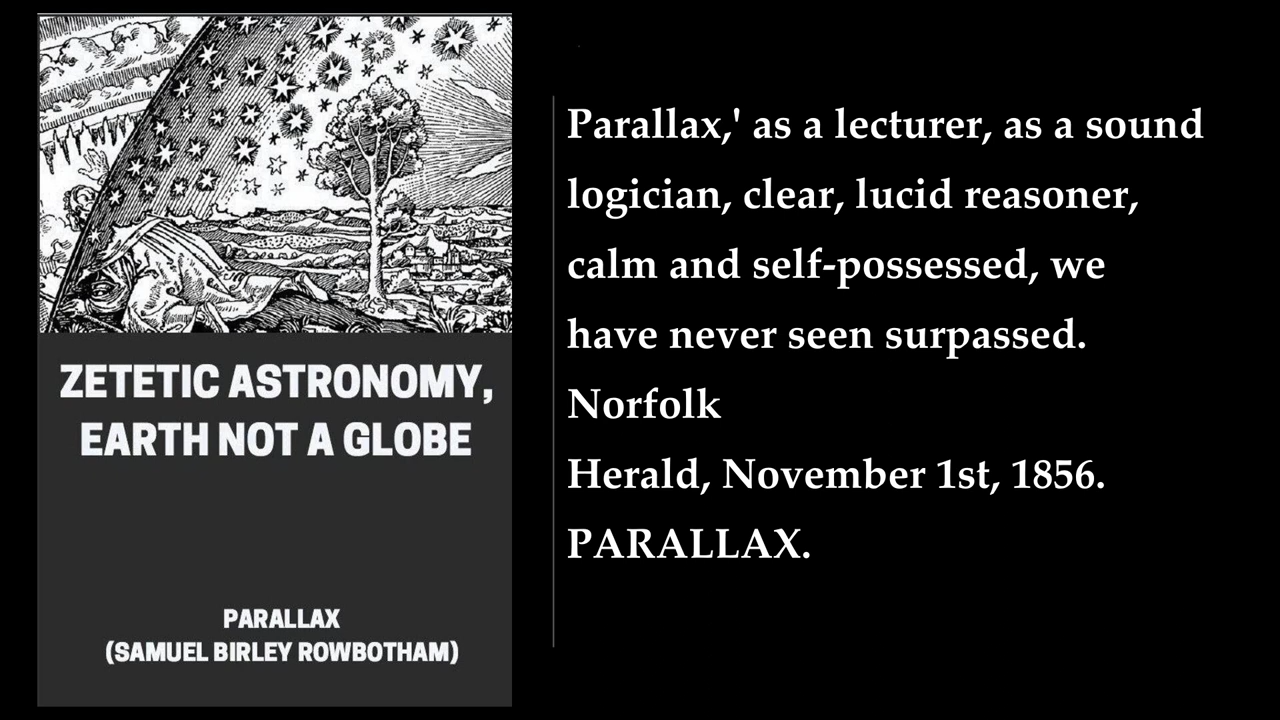 ZETETIC ASTRONOMY,
EARTH NOT A GLOBE
PARALLAX
(SAMUEL BIRLEY ROWBOTHAM)
Parallax,' as a lecturer, as a sound
logician, clear, lucid reasoner,
calm and self-possessed, we
have never seen surpassed.
Norfolk
Herald, November 1st, 1856.
PARALLAX.